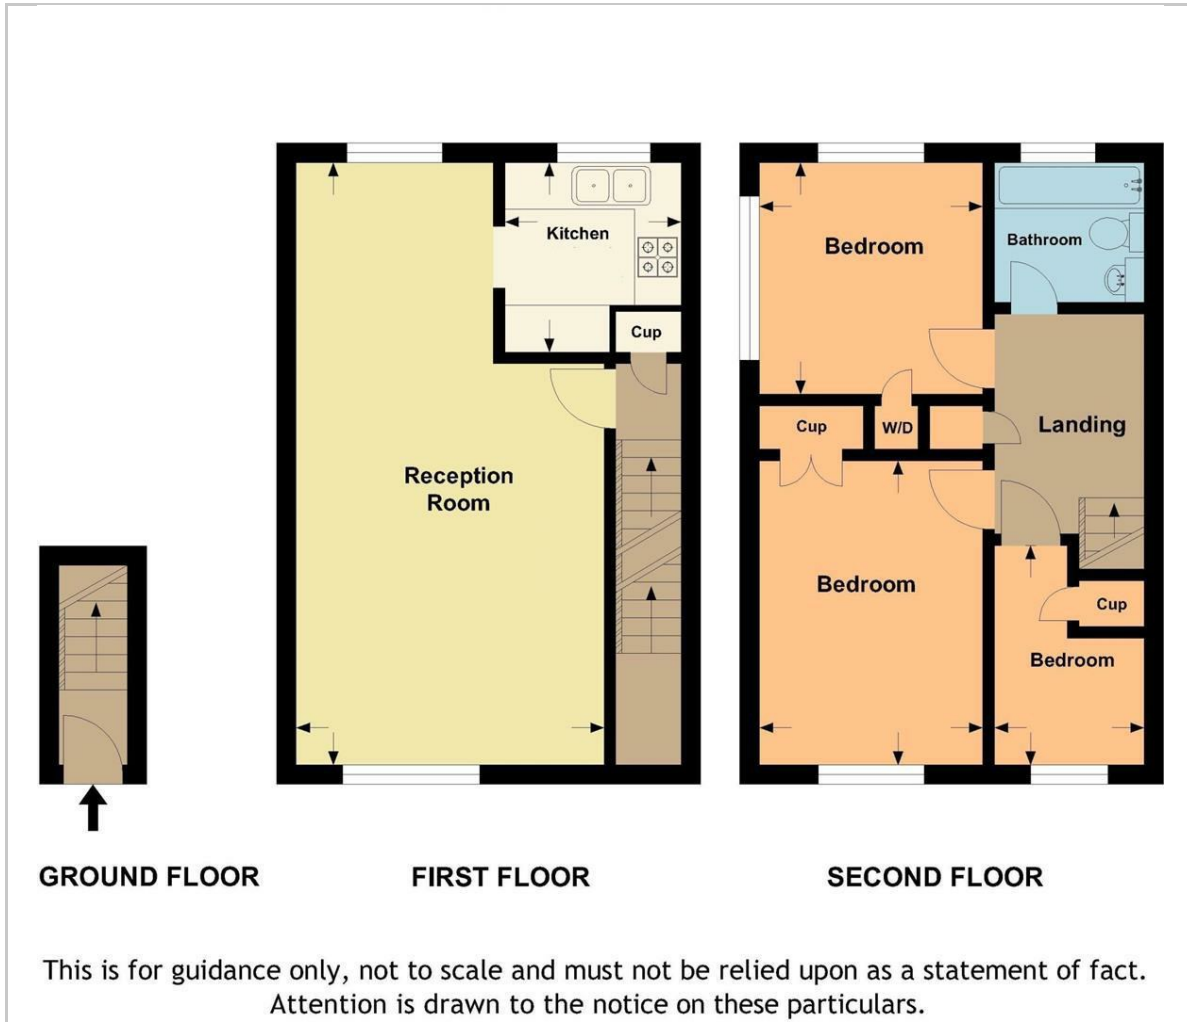 Kitchen
Cup
Reception
Room
Bedroom
Bathroom
Landing
Cup
W/D
Bedroom
Cup
Bedroom
GROUND FLOOR
FIRST FLOOR
SECOND FLOOR
This is for guidance only, not to scale and must not be relied upon as a statement of fact.
Attention is drawn to the notice on these particulars.